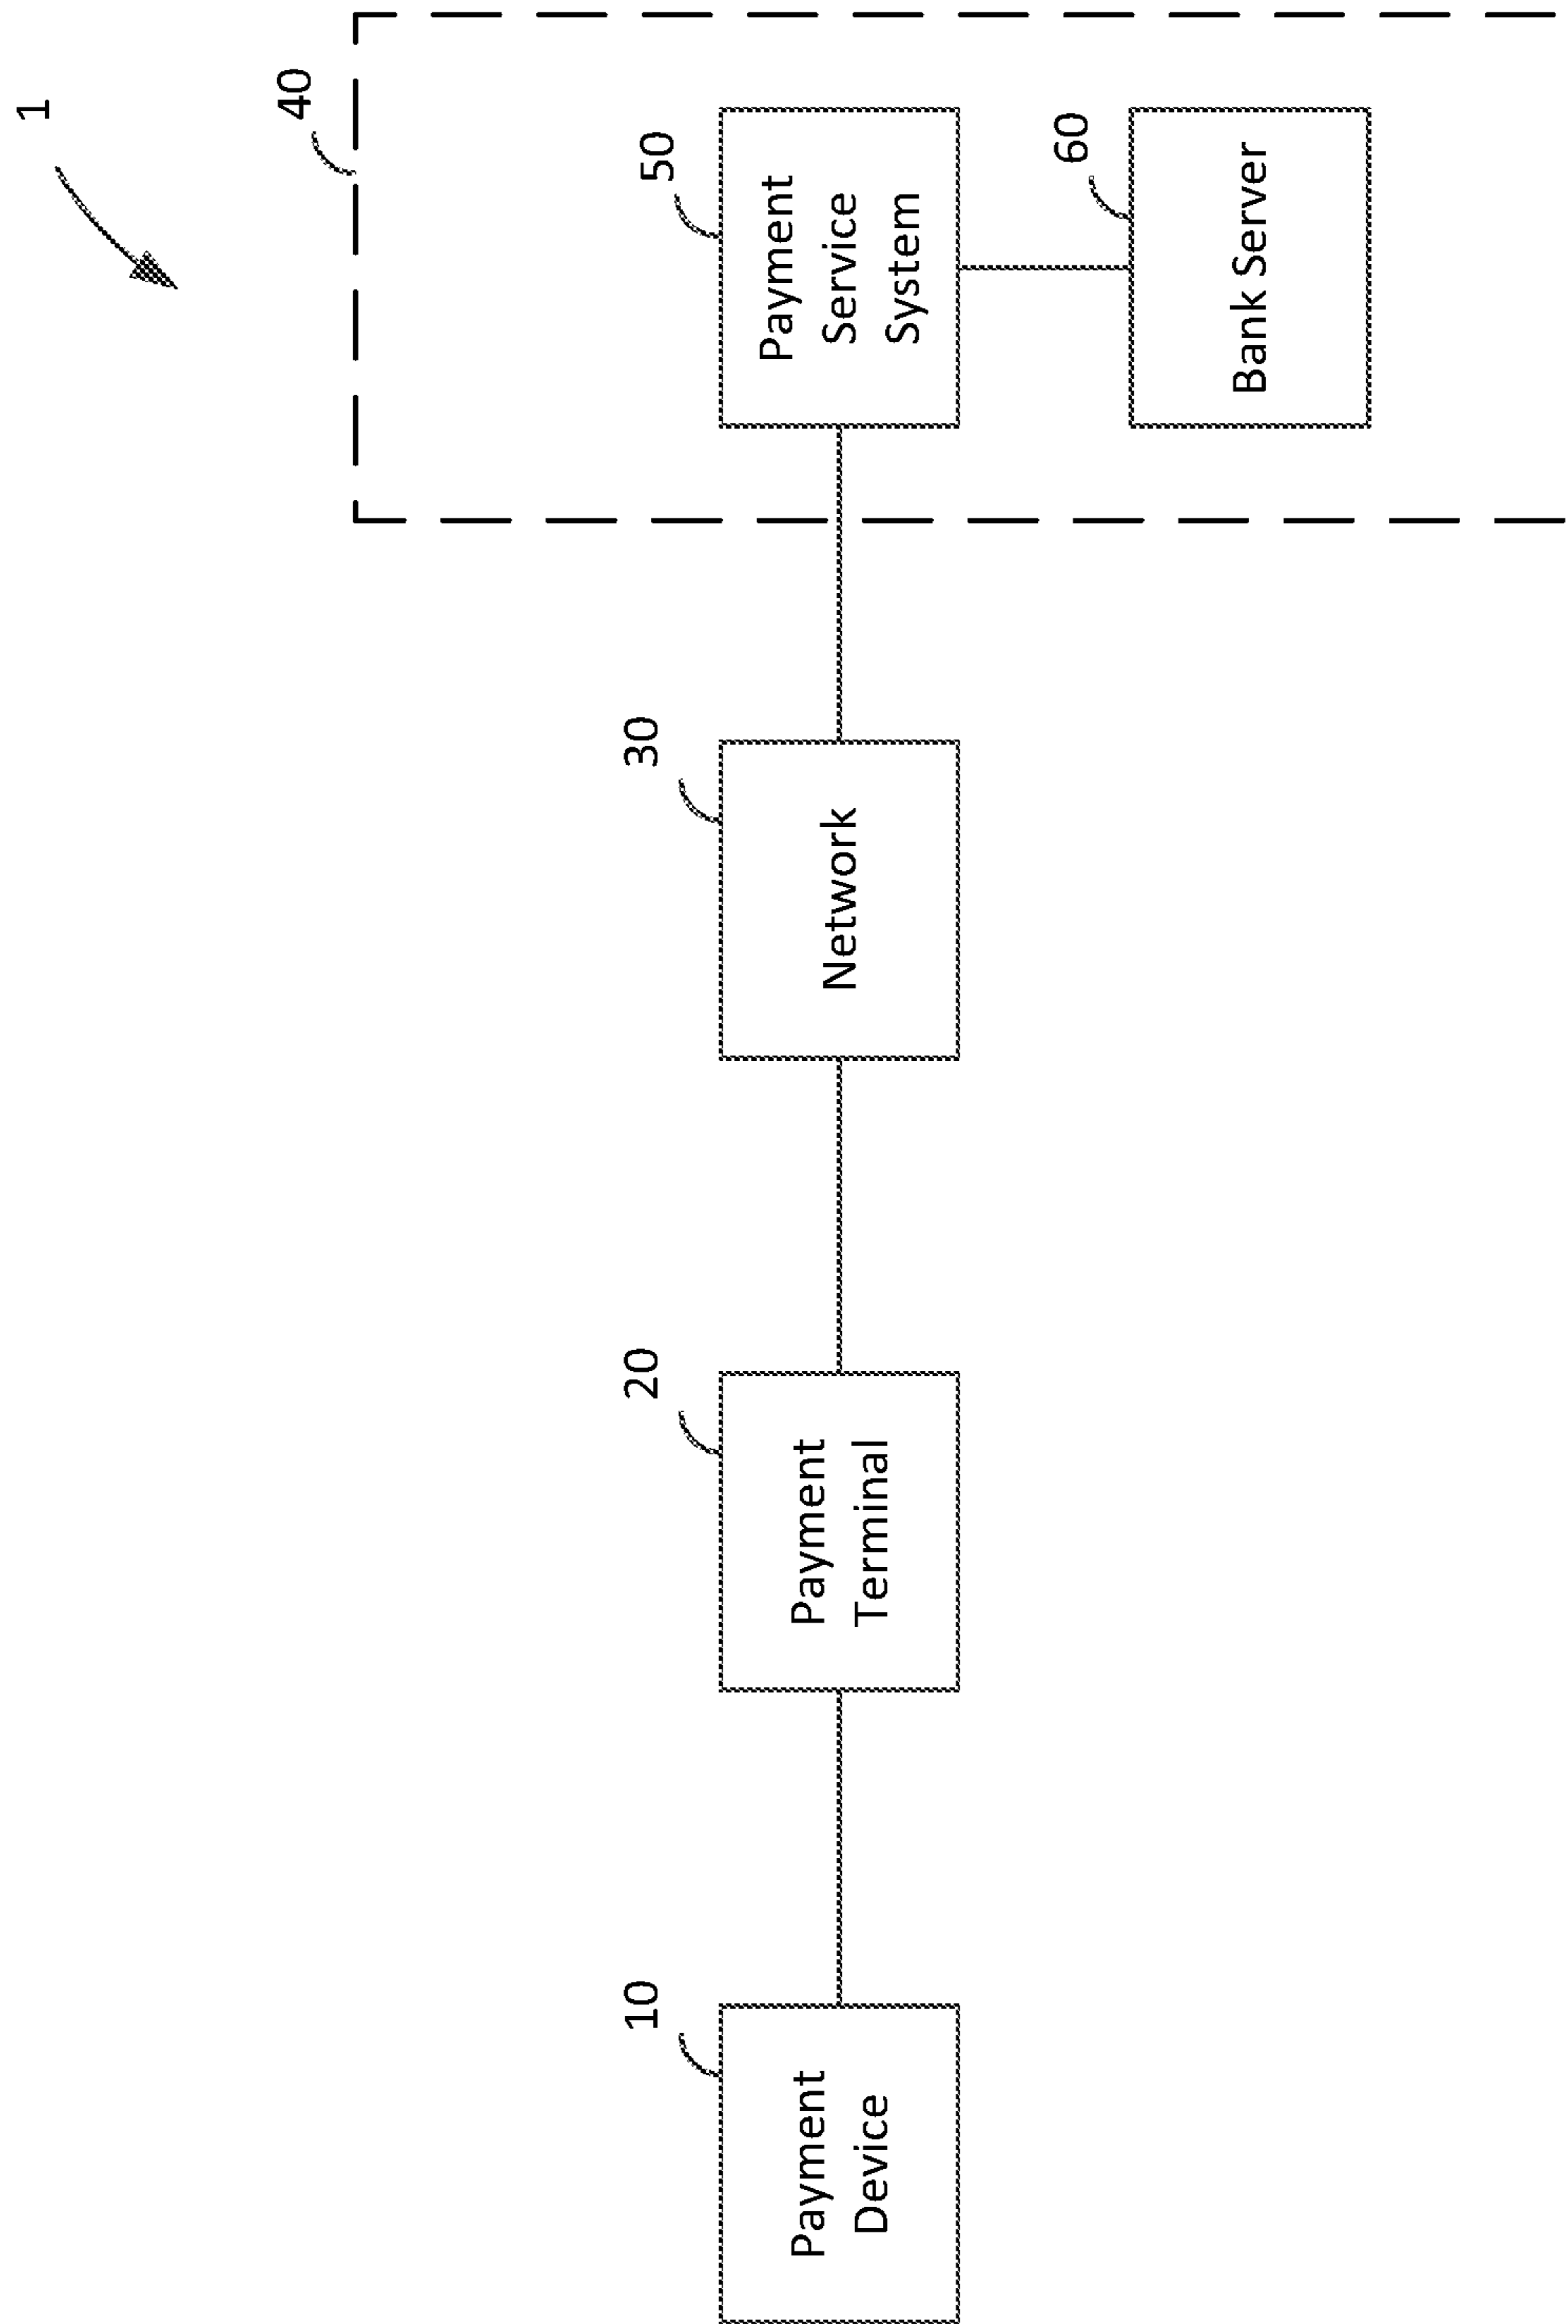 1
40
10
Payment
Device
20
Payment
Terminal
30
Network
50
Payment
Service
System
60
Bank Server